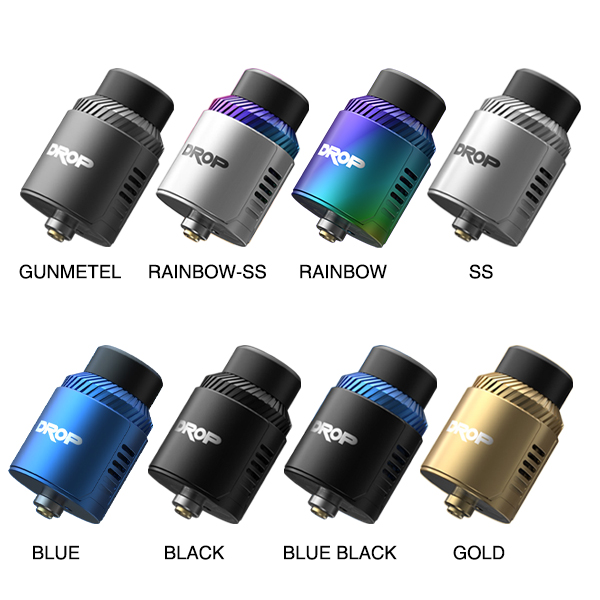 DROP DROP DROP DROP
GUNMETEL RAINBOW-SS RAINBOW SS
DROP DROP DROP DROP
BLUE BLACK BLUE BLACK GOLD